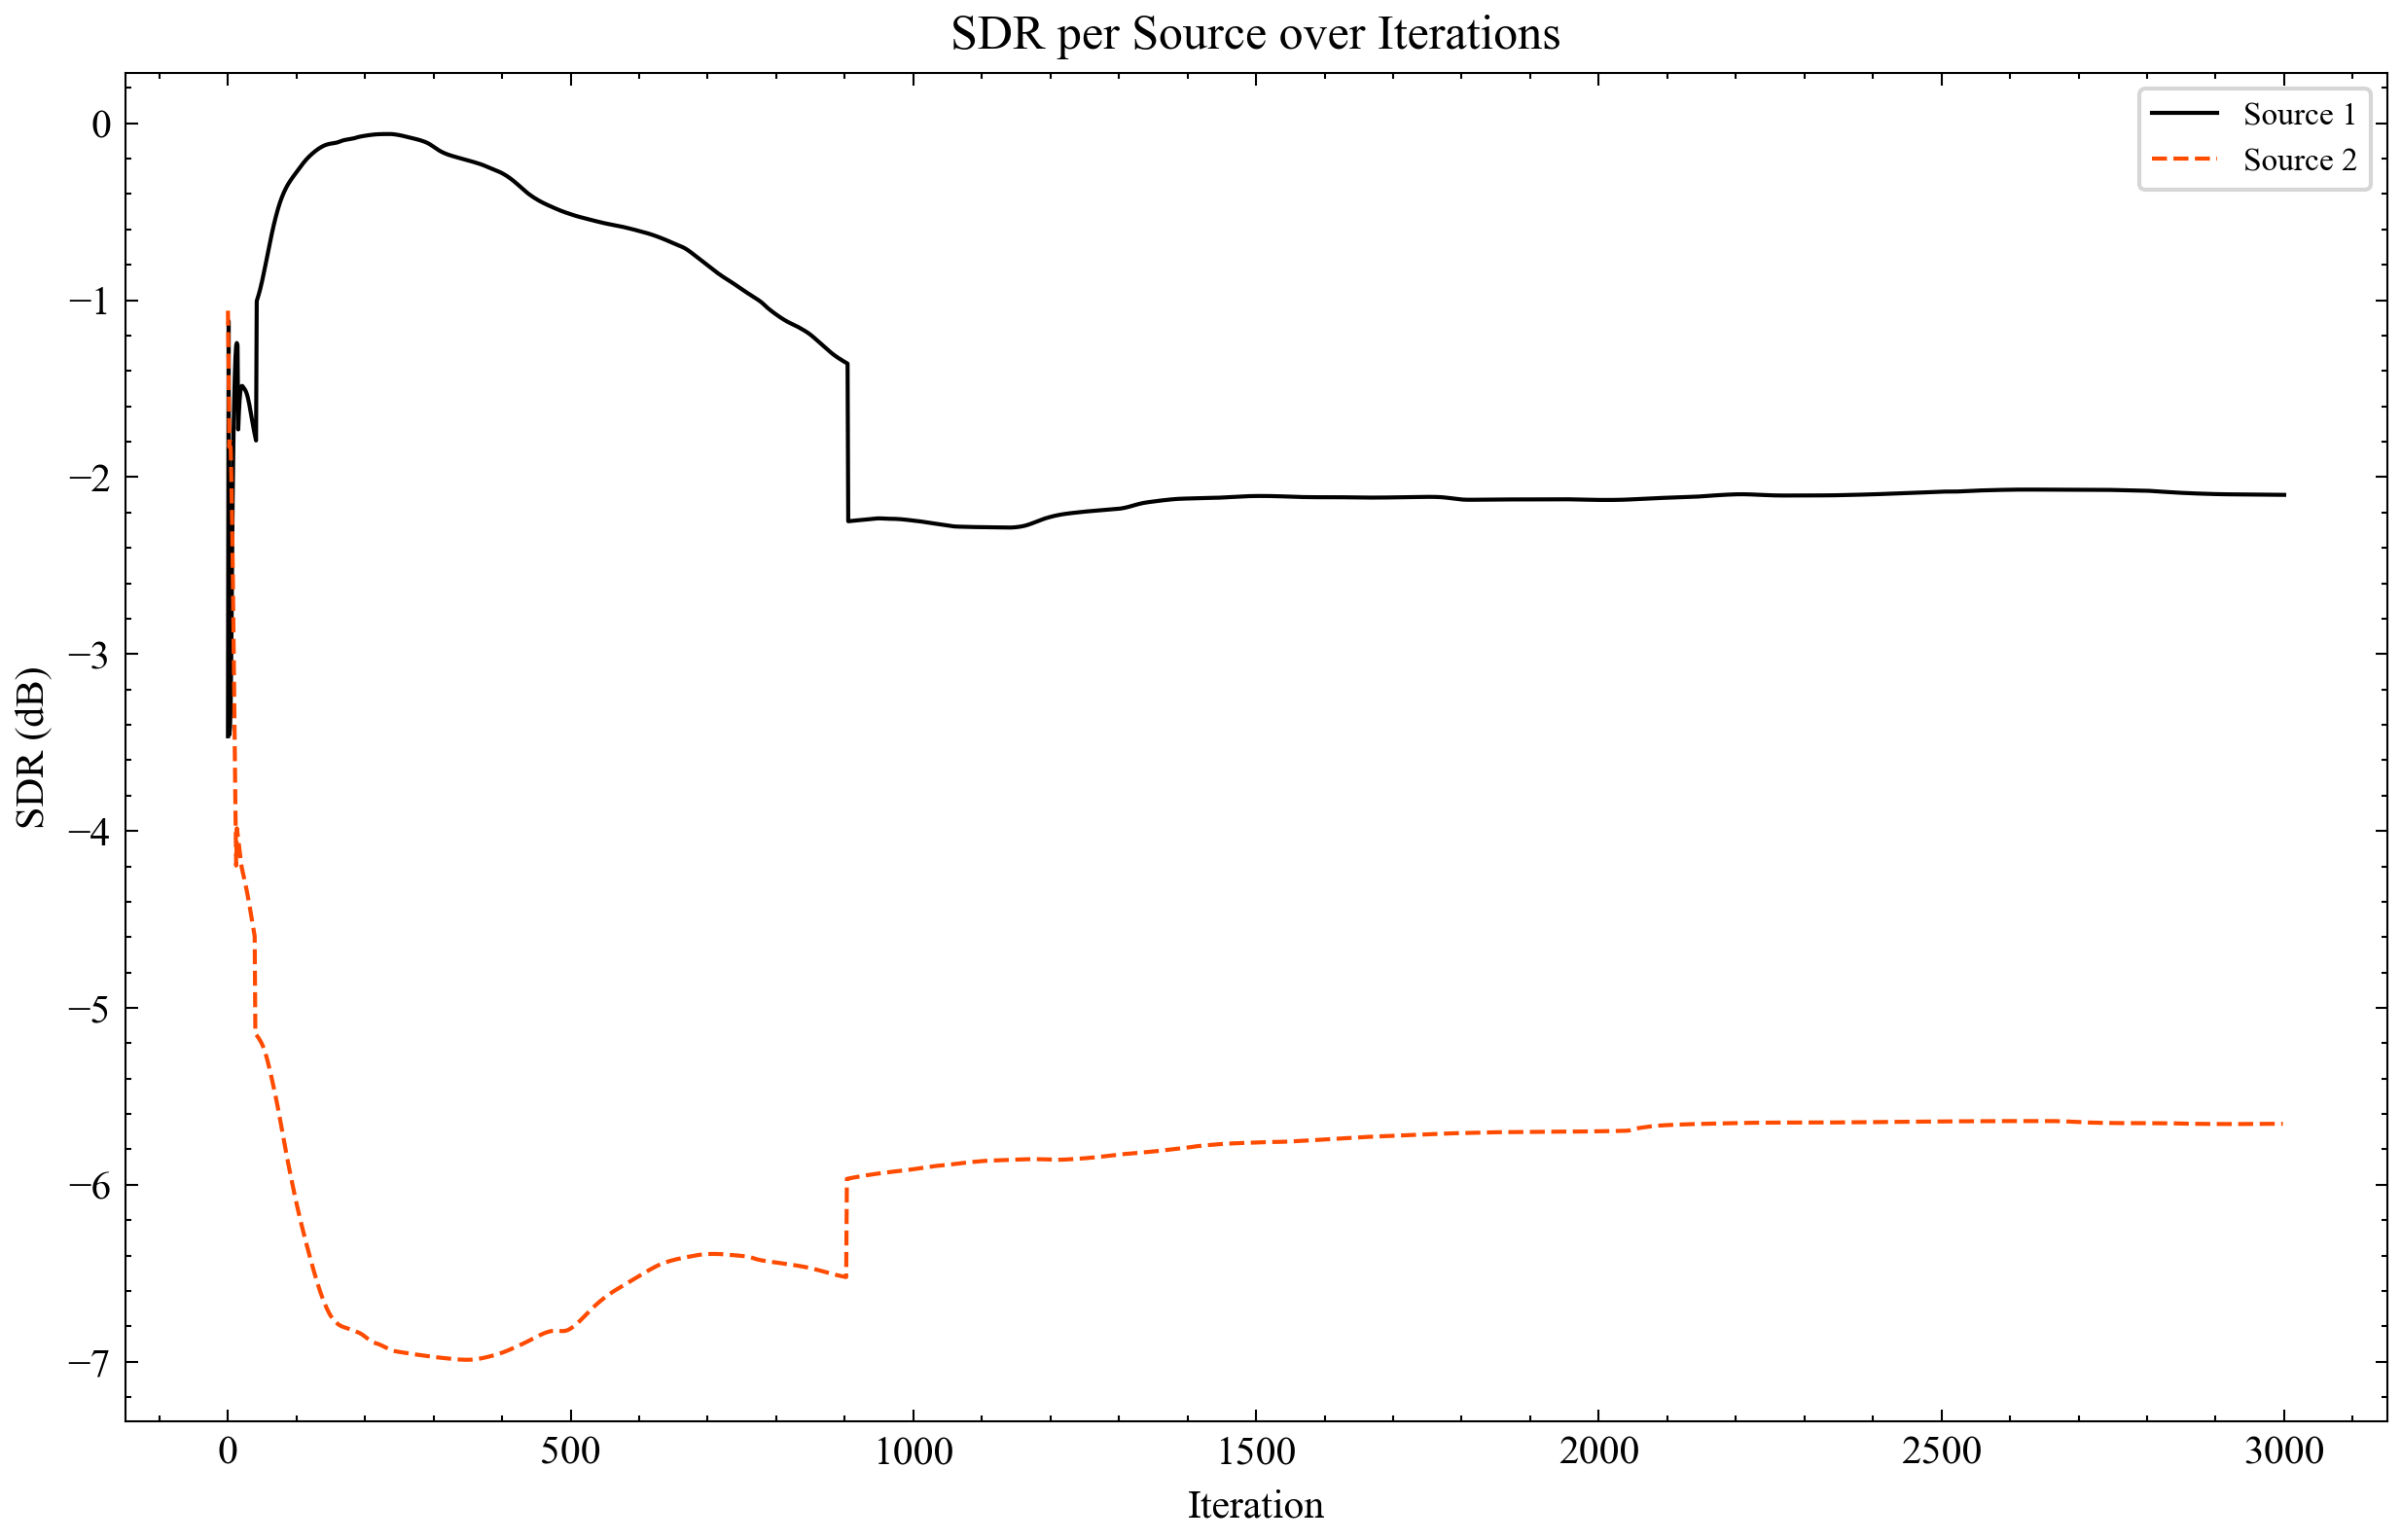 SDR per Source over Iterations
Source 1
Source 2
SDR (dB)
0
−1
−2
−3
−4
−5
−6
−7
0 500 1000 1500 2000 2500 3000
Iteration